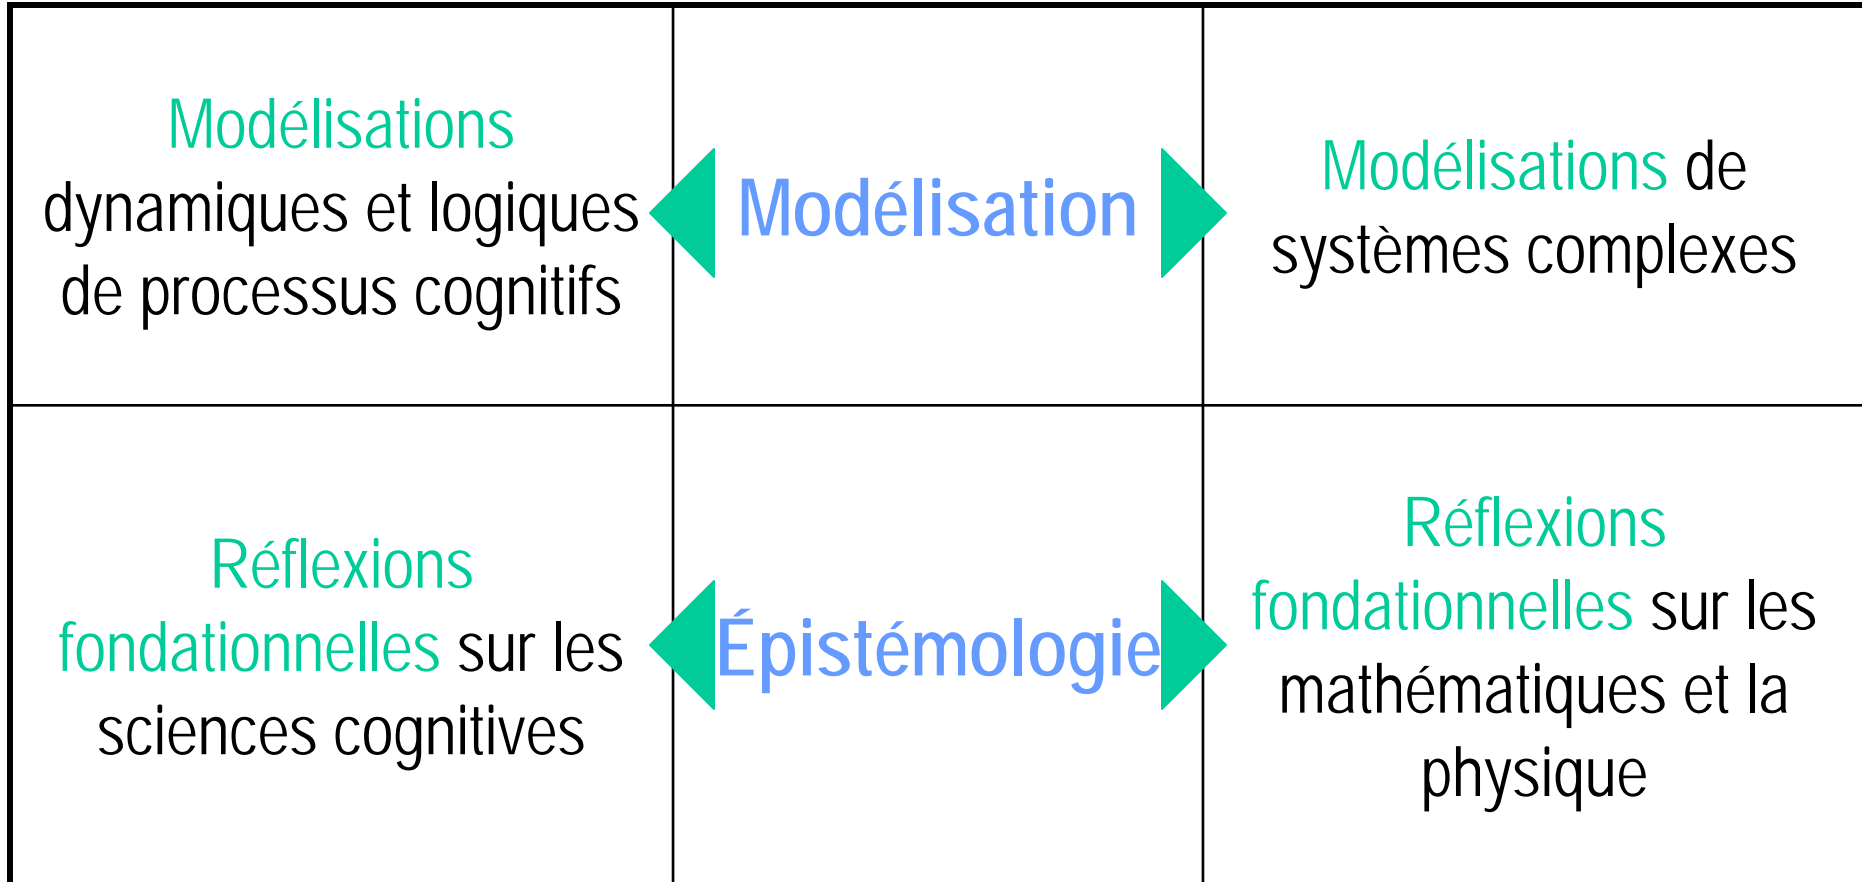 Modélisations
dynamiques et logiques
de processus cognitifs
Modélisation
Modélisations de
systèmes complexes
Réflexions
fondationnelles sur les
sciences cognitives
Épistémologie
Réflexions
fondationnelles sur les
mathématiques et la
physique